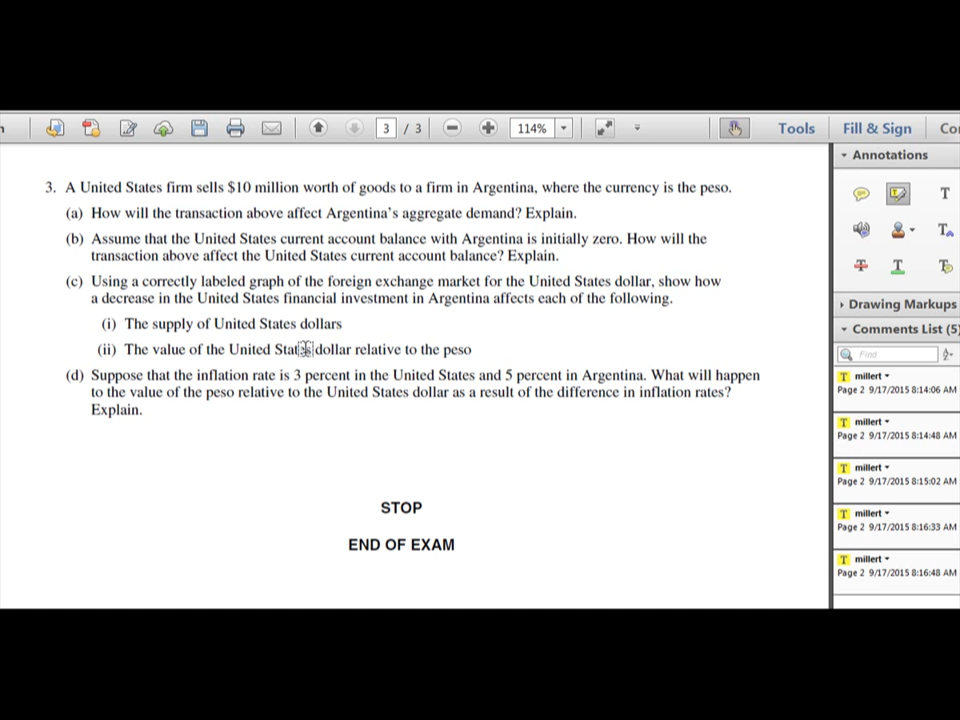 n
3 / 3
114%
Tools
Fill & Sign
Co
Annotations
3. A United States firm sells $10 million worth of goods to a firm in Argentina, where the currency is the peso.
(a) How will the transaction above affect Argentina's aggregate demand? Explain.
(b) Assume that the United States current account balance with Argentina is initially zero. How will the
transaction above affect the United States current account balance? Explain.
(c) Using a correctly labeled graph of the foreign exchange market for the United States dollar, show how
a decrease in the United States financial investment in Argentina affects each of the following.
(i) The supply of United States dollars
(ii) The value of the United States dollar relative to the peso
(d) Suppose that the inflation rate is 3 percent in the United States and 5 percent in Argentina. What will happen
to the value of the peso relative to the United States dollar as a result of the difference in inflation rates?
Explain.
STOP
END OF EXAM
Drawing Markups
Comments List (5)
Find
millert
Page 2 9/17/2015 8:14:06 AM
millert
Page 2 9/17/2015 8:14:48 AM
millert
Page 2 9/17/2015 8:15:02 AM
millert
Page 2 9/17/2015 8:16:33 AM
millert
Page 2 9/17/2015 8:16:48 AM